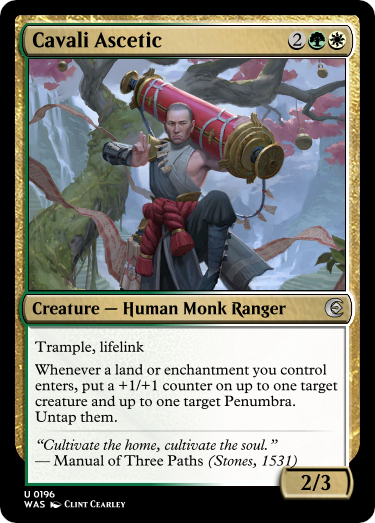 Cavali Ascetic 2
Creature — Human Monk Ranger
Trample, lifelink
Whenever a land or enchantment you control
enters, put a +1/+1 counter on up to one target
creature and up to one target Penumbra.
Untap them.
“Cultivate the home, cultivate the soul.”
— Manual of Three Paths (Stones, 1531)
2/3
U 0196
WAS CLINT CEARLEY